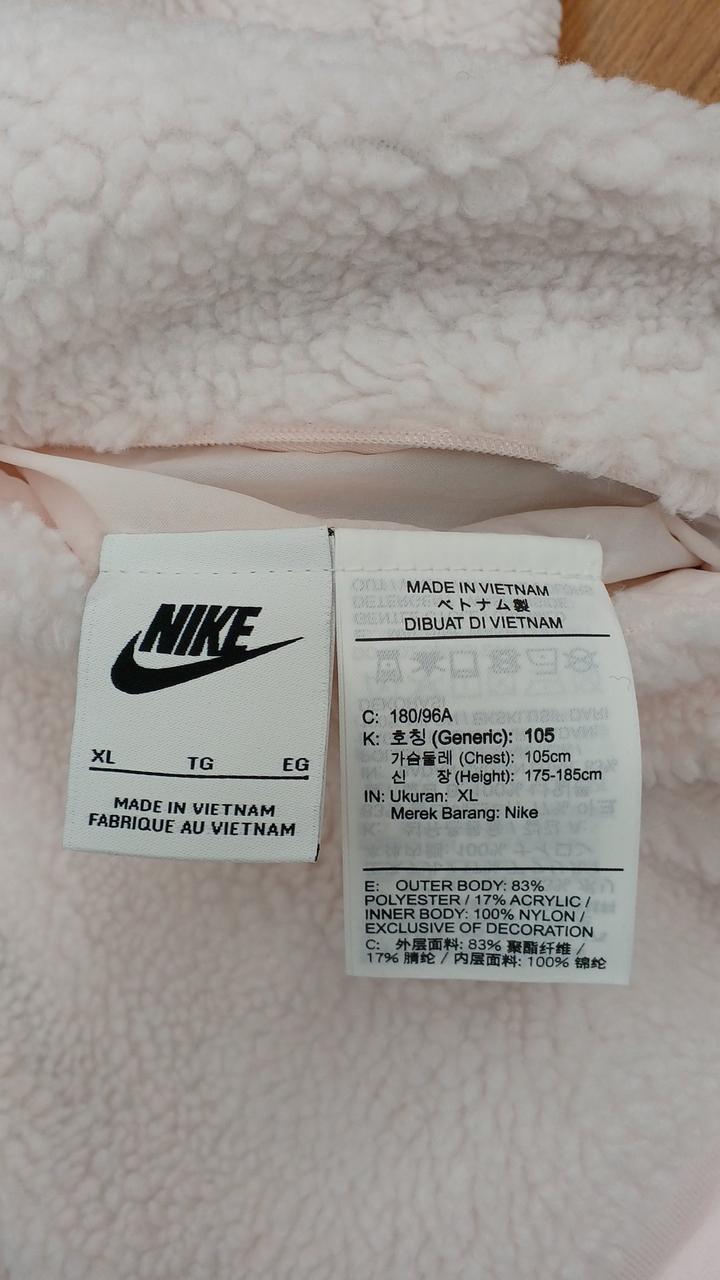 NIKE
XL TG EG
MADE IN VIETNAM
FABRIQUE AU VIETNAM
MADE IN VIETNAM
ベトナム製
DIBUAT DI VIETNAM
C: 180/96A
K: 호칭 (Generic): 105
가슴둘레 (Chest): 105cm
신 장 (Height): 175-185cm
IN: Ukuran: XL
Merek Barang: Nike
E: OUTER BODY: 83%
POLYESTER / 17% ACRYLIC /
INNER BODY: 100% NYLON /
EXCLUSIVE OF DECORATION
C: 外层面料: 83% 聚酯纤维 /
17% 腈纶 / 内层面料: 100% 锦纶